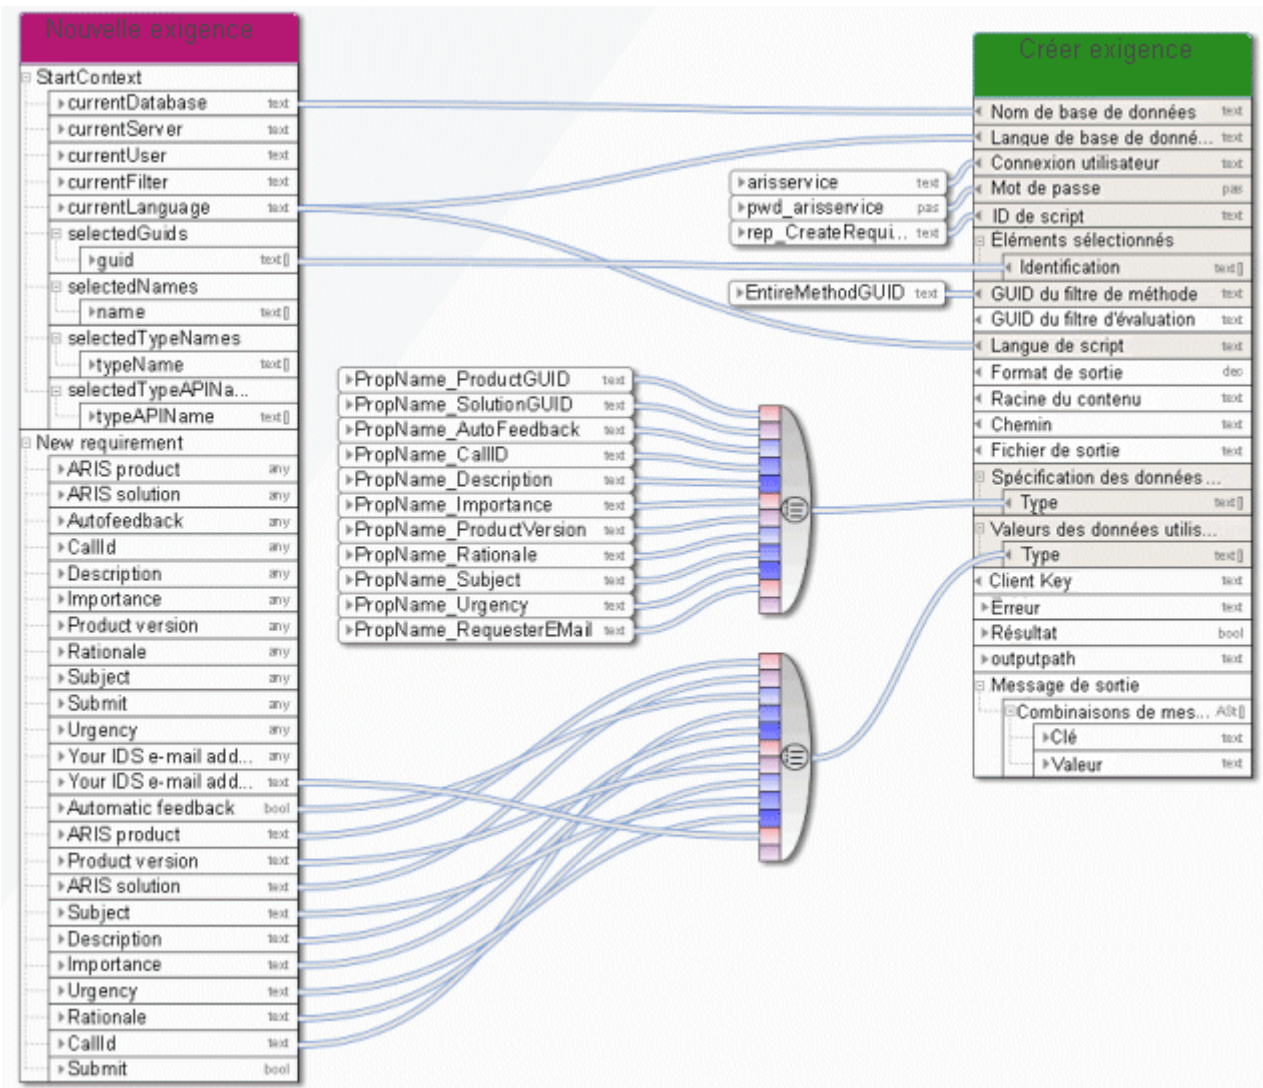 Nouvelle exigence
StartContext
currentDatabase text
currentServer text
currentUser text
currentFilter text
currentLanguage text
selectedGuids
guid text[]
selectedNames
name text[]
selectedTypeNames
typeName text[]
selectedTypeAPINa...
typeAPIName text[]
New requirement
ARIS product any
ARIS solution any
Autofeedback any
CallId any
Description any
Importance any
Product version any
Rationale any
Subject any
Submit any
Urgency any
Your IDS e-mail add... any
Your IDS e-mail add... text
Automatic feedback bool
ARIS product text
Product version text
ARIS solution text
Subject text
Description text
Importance text
Urgency text
Rationale text
CallId text
Submit bool
PropName_ProductGUID text
PropName_SolutionGUID text
PropName_AutoFeedback text
PropName_CallID text
PropName_Description text
PropName_Importance text
PropName_ProductVersion text
PropName_Rationale text
PropName_Subject text
PropName_Urgency text
PropName_RequesterEMail text
arisservice text
pwd_arisservice pas
rep_CreateRequi... text
EntireMethodGUID text
Créer exigence
Nom de base de données text
Langue de base de donné... text
Connexion utilisateur text
Mot de passe pas
ID de script text
Éléments sélectionnés
Identification text[]
GUID du filtre de méthode text
GUID du filtre d'évaluation text
Langue de script text
Format de sortie dec
Racine du contenu text
Chemin text
Fichier de sortie text
Spécification des données ...
Type text[]
Valeurs des données utilis...
Type text[]
Client Key text
Erreur text
Résultat bool
outputpath text
Message de sortie
Combinaisons de mes... ASt[]
Clé text
Valeur text